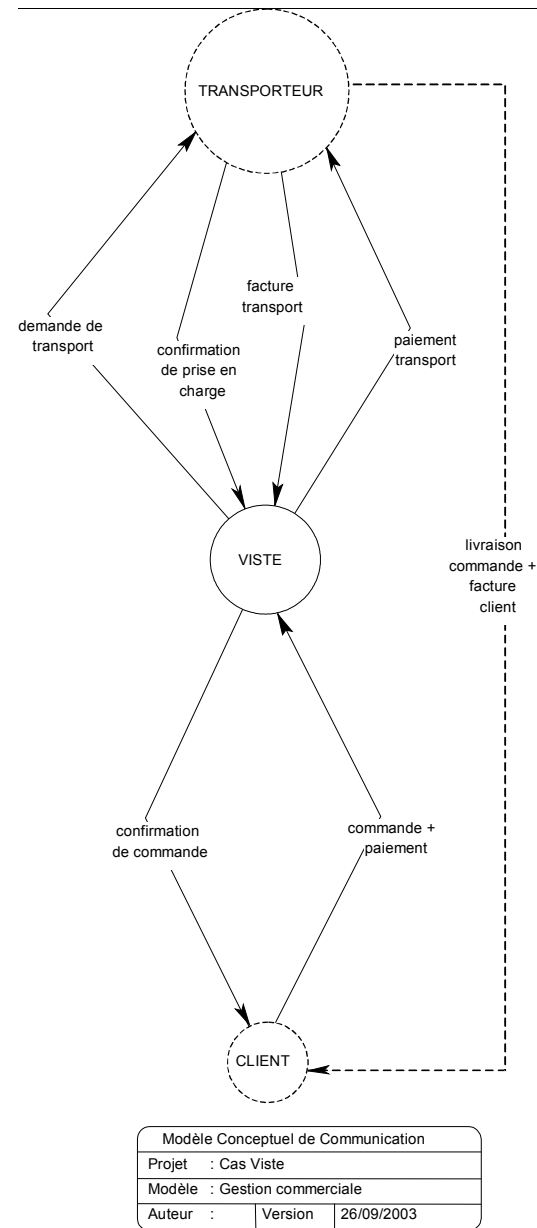 TRANSPORTEUR
demande de
transport
confirmation
de prise en
charge
facture
transport
paiement
transport
VISTE
livraison
commande +
facture
client
confirmation
de commande
commande +
paiement
CLIENT
Modèle Conceptuel de Communication
Projet : Cas Viste
Modèle : Gestion commerciale
Auteur : Version 26/09/2003